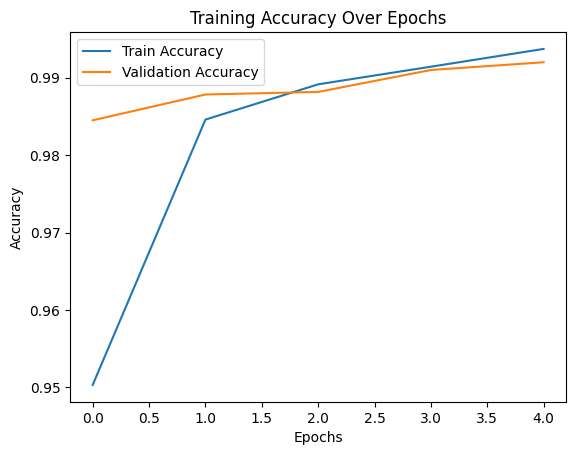 Training Accuracy Over Epochs
Train Accuracy
Validation Accuracy
0.99
0.98
0.97
0.96
0.95
Accuracy
0.0 0.5 1.0 1.5 2.0 2.5 3.0 3.5 4.0
Epochs